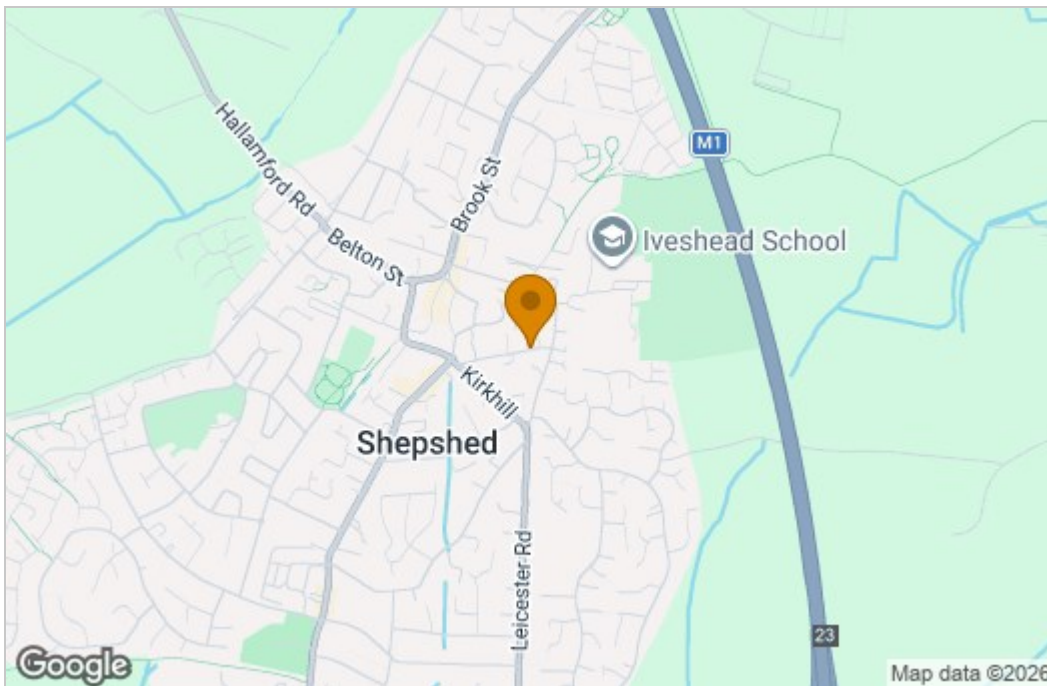 M1
Hallamford Rd
Brook St
Belton St
Iveshead School
Kirkhill
Shepshed
Leicester Rd
23
Google
Map data ©2026